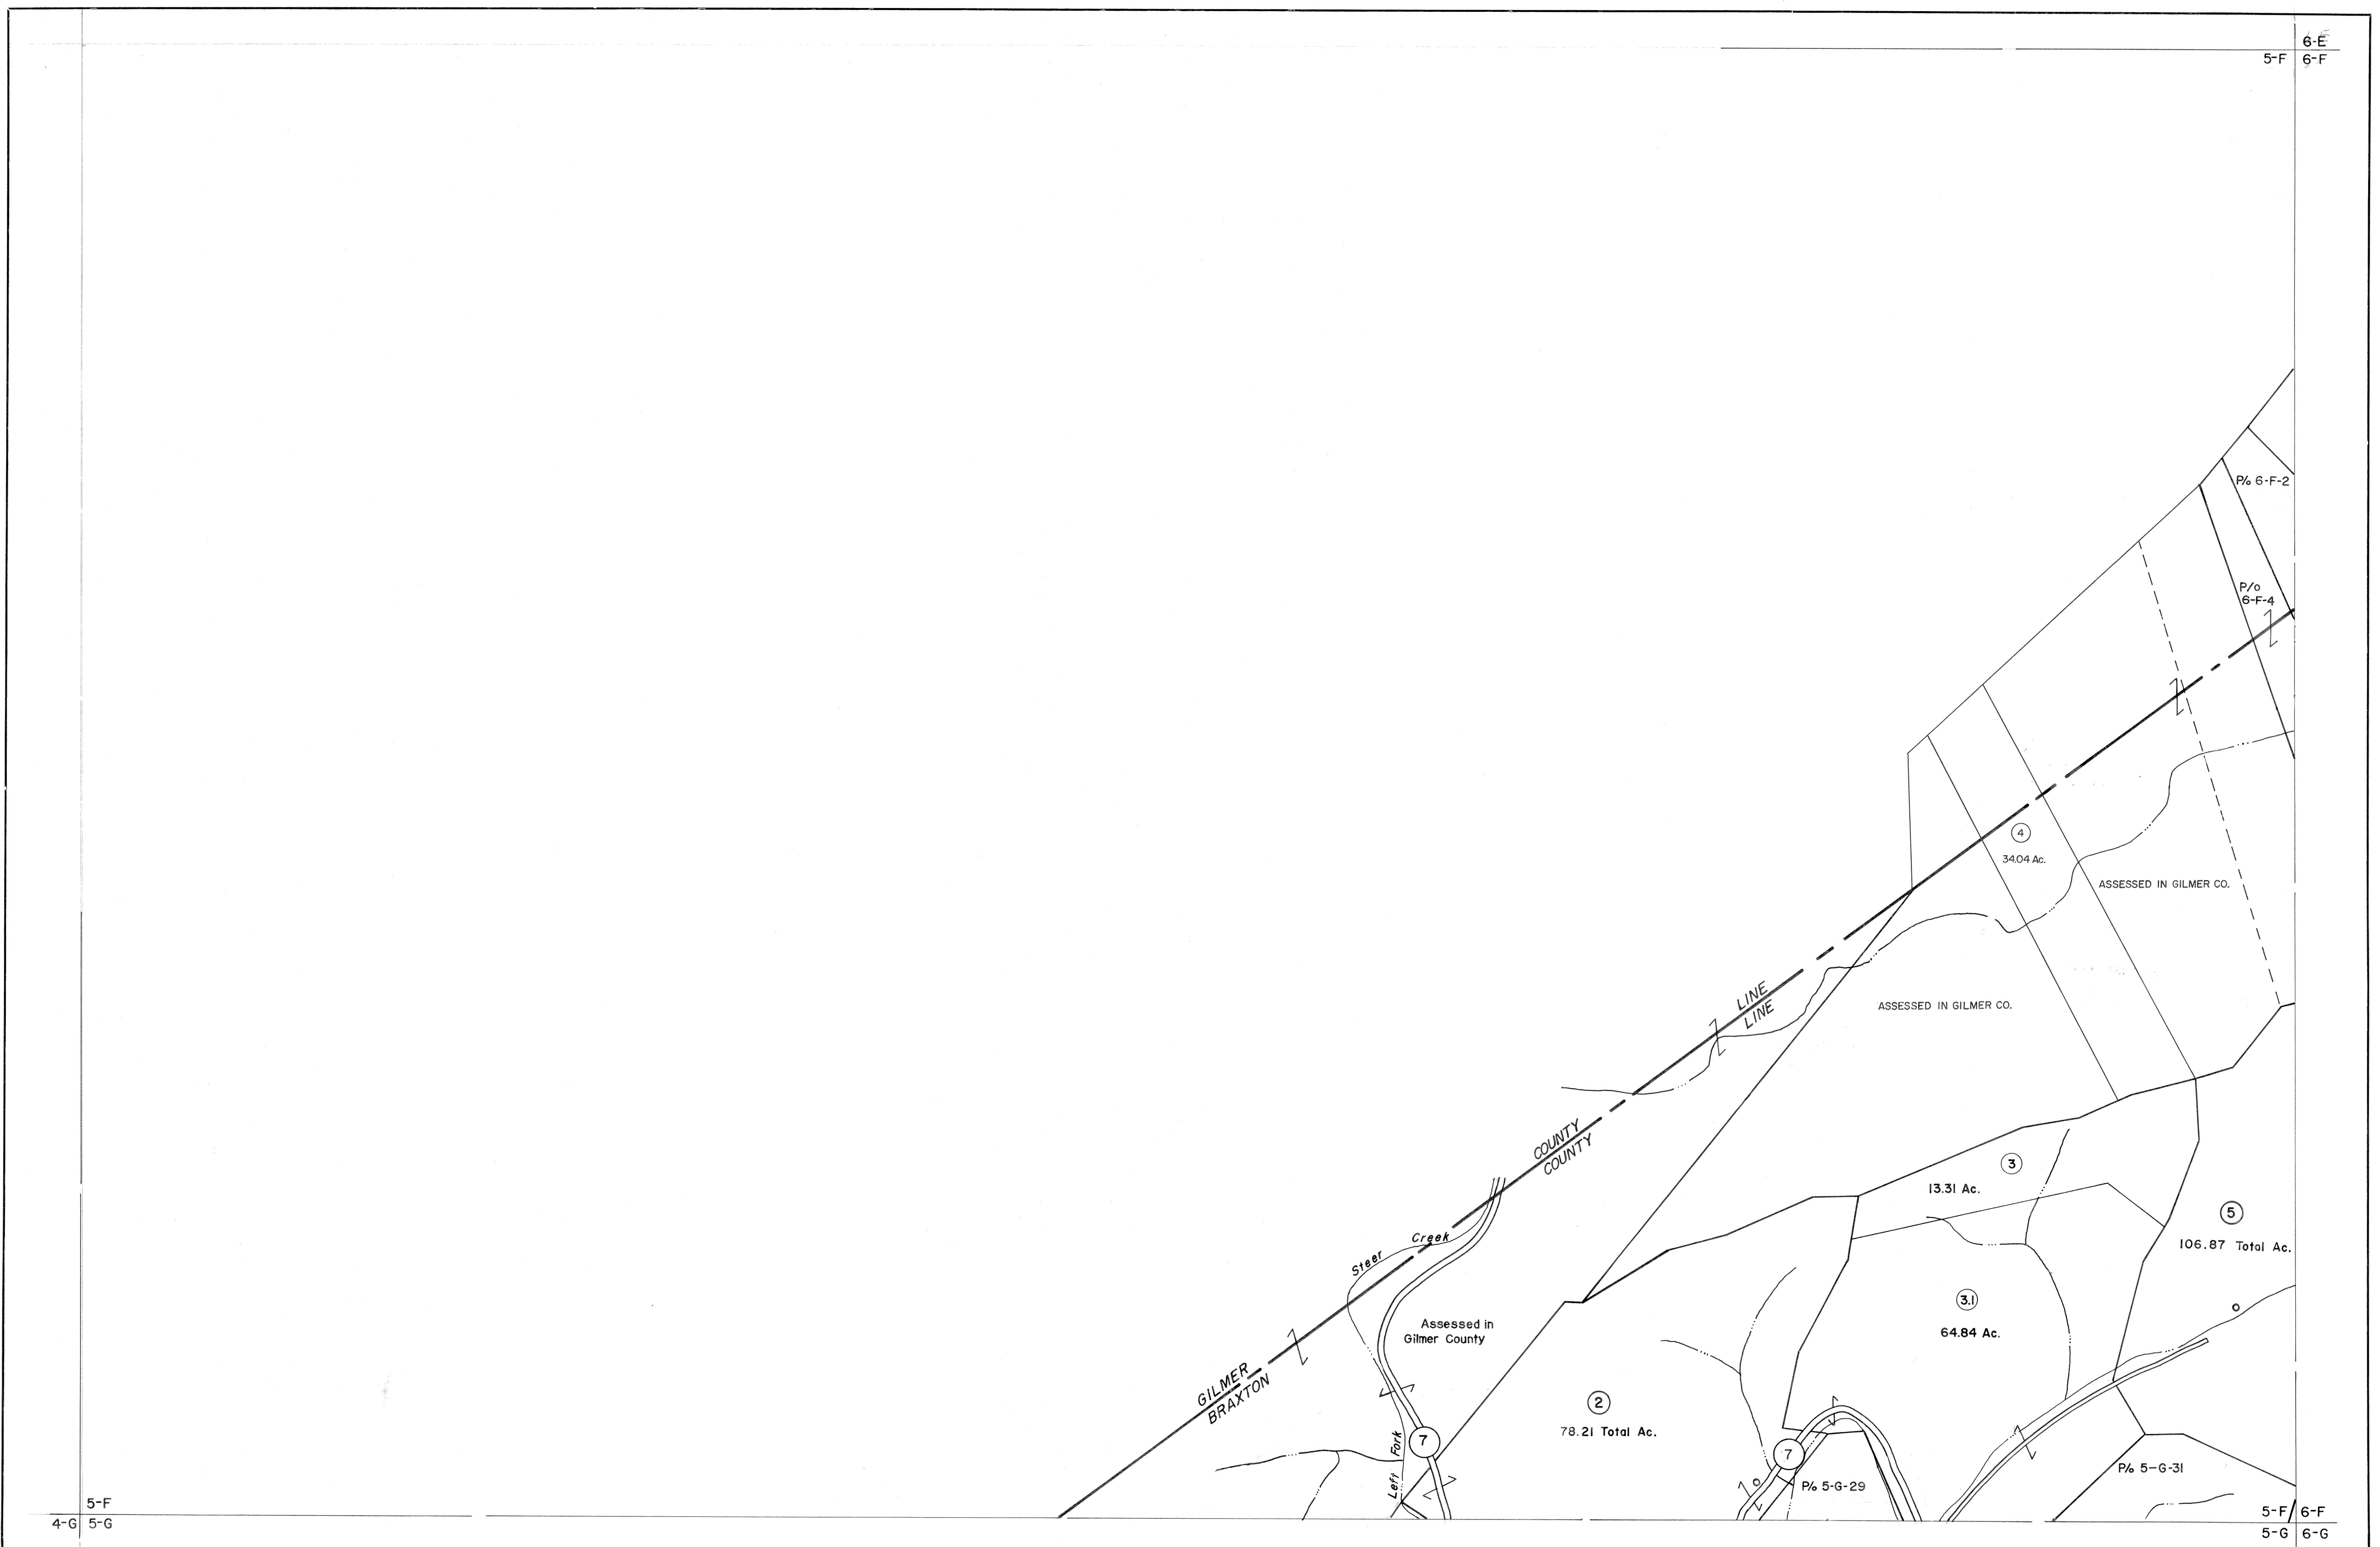 6-E
5-F 6-F
P/o 6-F-2
P/o
6-F-4
4
34.04 Ac.
ASSESSED IN GILMER CO.
ASSESSED IN GILMER CO.
LINE
LINE
COUNTY
COUNTY
3
13.31 Ac.
5
106.87 Total Ac.
Steer Creek
3.1
64.84 Ac.
Assessed in
Gilmer County
GILMER
BRAXTON
2
78.21 Total Ac.
7
Left Fork
7
P/o 5-G-29
P/o 5-G-31
5-F
4-G 5-G
5-F 6-F
5-G 6-G